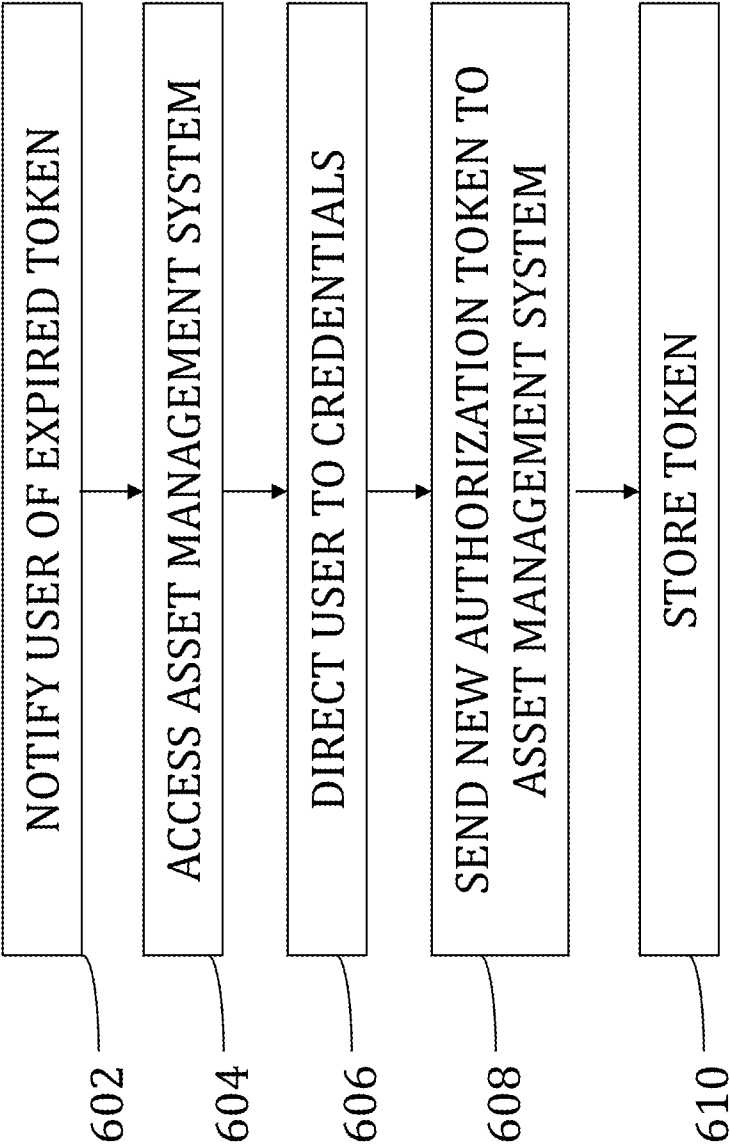 602
NOTIFY USER OF EXPIRED TOKEN
604
ACCESS ASSET MANAGEMENT SYSTEM
606
DIRECT USER TO CREDENTIALS
608
SEND NEW AUTHORIZATION TOKEN TO
ASSET MANAGEMENT SYSTEM
610
STORE TOKEN